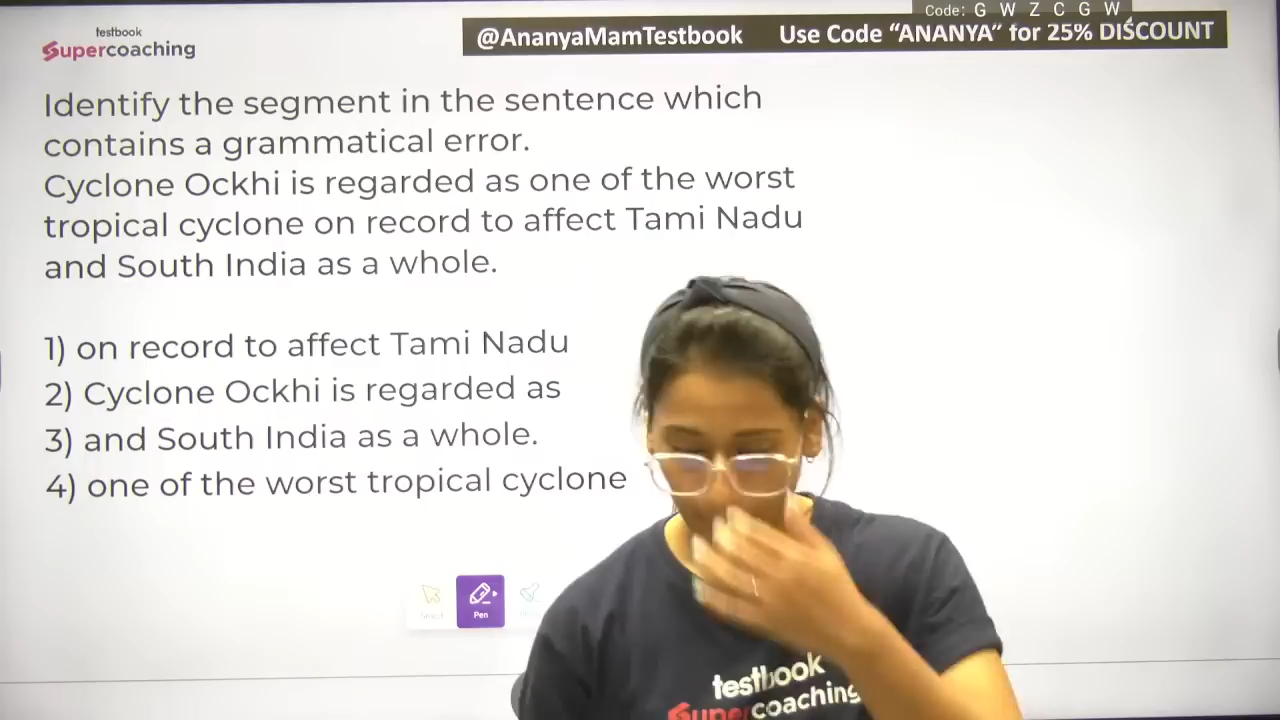 Code: G W Z C G W
testbook
Supercoaching
@AnanyaMamTestbook Use Code “ANANYA” for 25% DISCOUNT
Identify the segment in the sentence which
contains a grammatical error.
Cyclone Ockhi is regarded as one of the worst
tropical cyclone on record to affect Tami Nadu
and South India as a whole.
1) on record to affect Tami Nadu
2) Cyclone Ockhi is regarded as
3) and South India as a whole.
4) one of the worst tropical cyclone
Select
Pen
testbook
Supercoaching